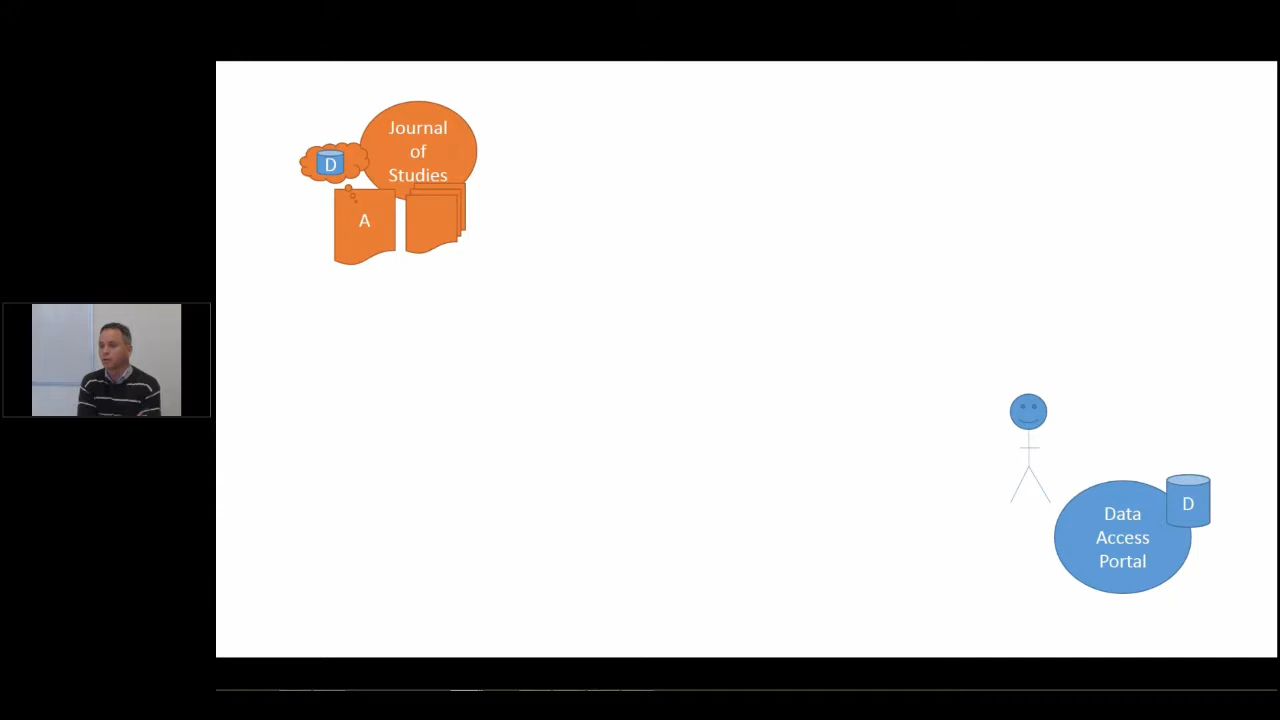 Journal
of
Studies
D
A
D
Data
Access
Portal